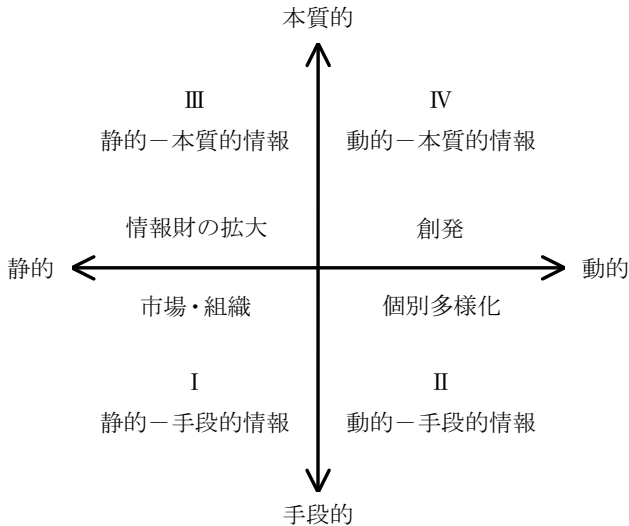 本質的
Ⅲ
Ⅳ
静的－本質的情報
動的－本質的情報
情報財の拡大
創発
静的
動的
市場・組織
個別多様化
Ⅰ
Ⅱ
静的－手段的情報
動的－手段的情報
手段的